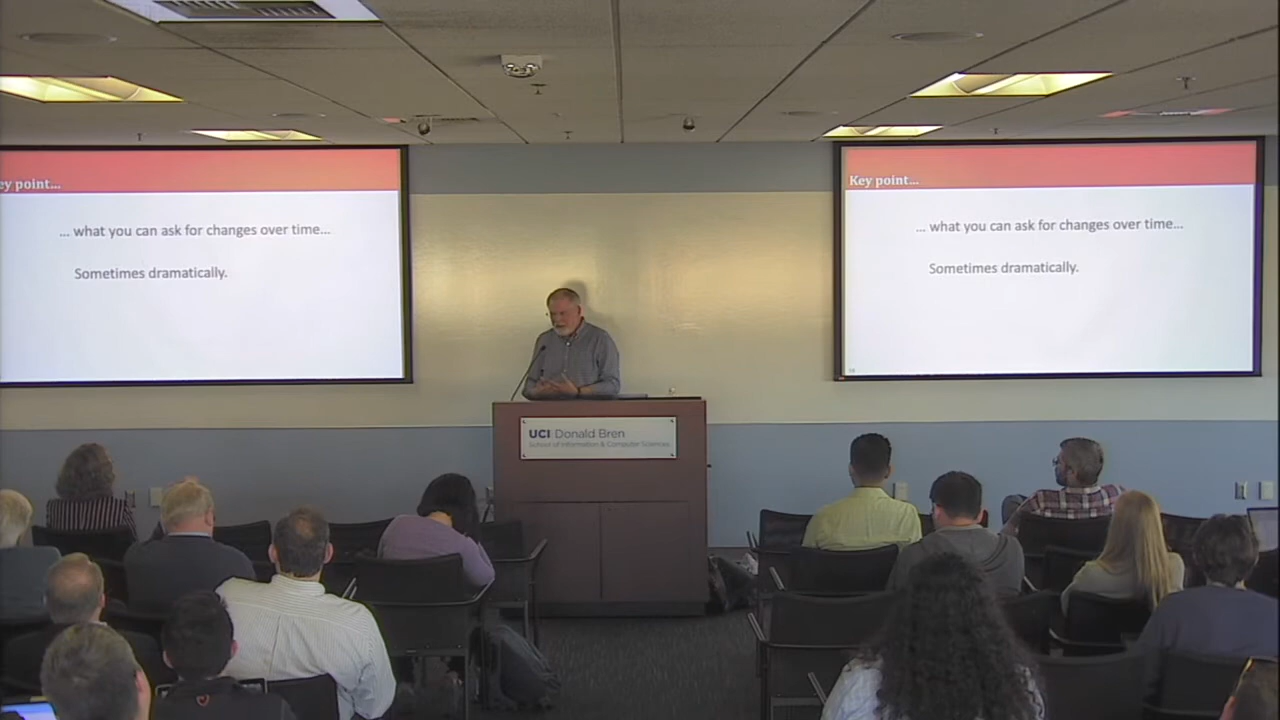 ey point...
... what you can ask for changes over time...
Sometimes dramatically.
Key point...
... what you can ask for changes over time...
Sometimes dramatically.
UCI Donald Bren
School of Information & Computer Sciences